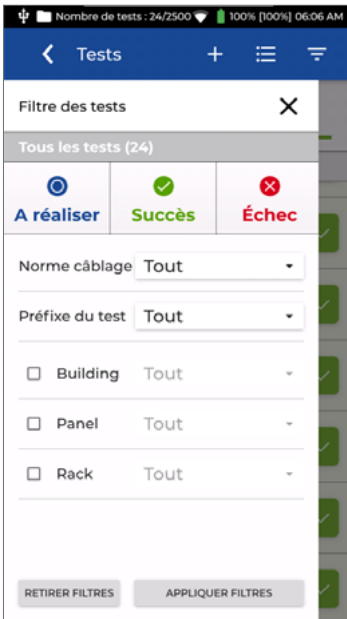 Nombre de tests : 24/2500 100% [100%] 06:06 AM
Tests
Filtre des tests
Tous les tests (24)
A réaliser Succès Échec
Norme câblage Tout
Préfixe du test Tout
Building Tout
Panel Tout
Rack Tout
RETIRER FILTRES APPLIQUER FILTRES